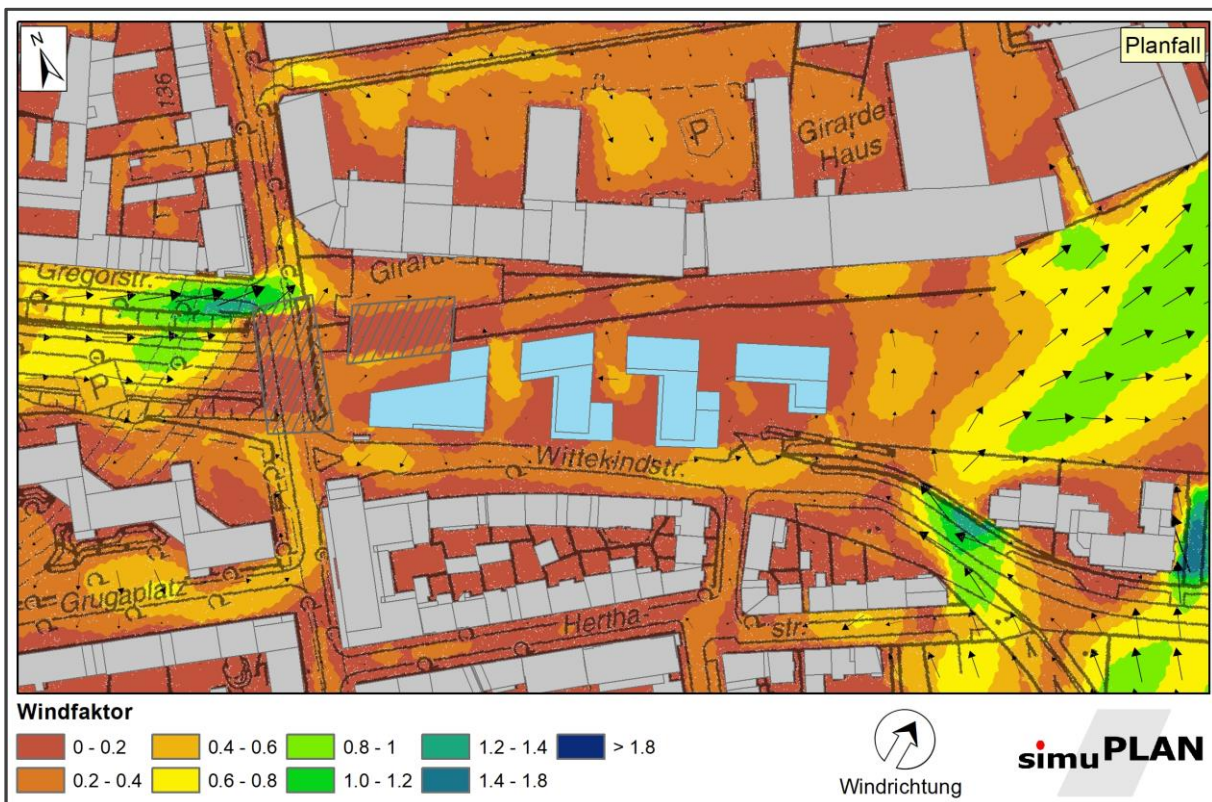 N
Planfall
136
P
Girardet
Haus
Gregorstr.
P
Wittekindstr.
Grugaplatz
Hertha
str.
Windfaktor
0 - 0.2
0.4 - 0.6
0.8 - 1
1.2 - 1.4
> 1.8
0.2 - 0.4
0.6 - 0.8
1.0 - 1.2
1.4 - 1.8
Windrichtung
simuPLAN